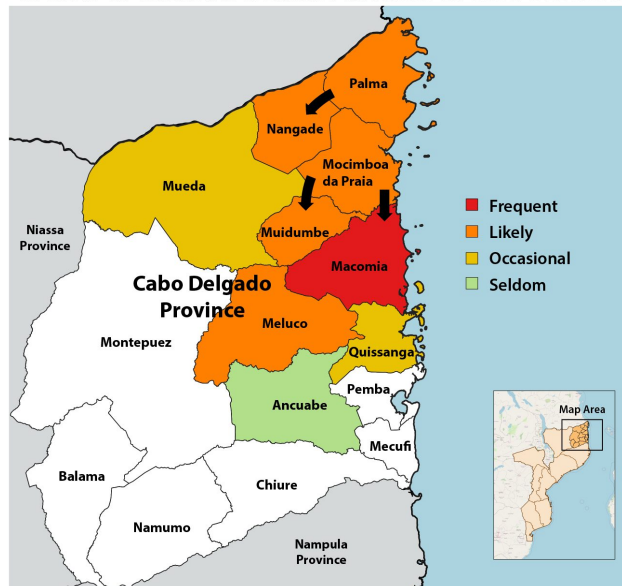 Palma
Nangade
Mocimboa
da Praia
Mueda
Niassa
Province
Muidumbe
Macomia
Cabo Delgado
Province
Montepuez
Meluco
Quissanga
Pemba
Ancuabe
Mecufi
Balama
Chiure
Namumo
Nampula
Province
Frequent
Likely
Occasional
Seldom
Map Area